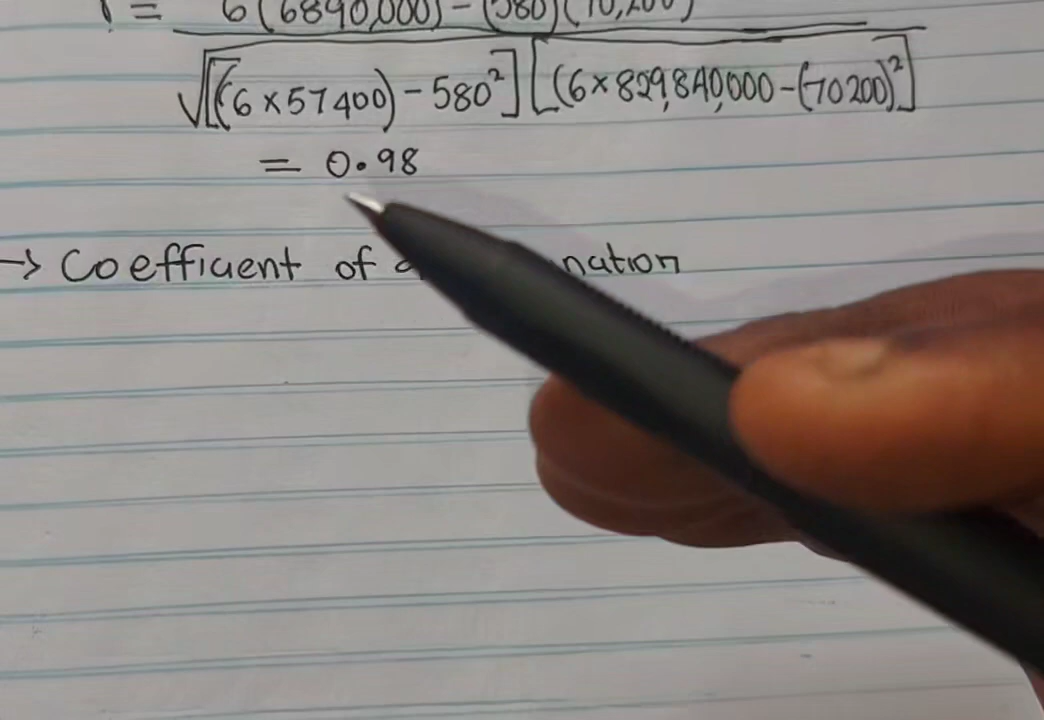 r = 6(6890,000) - (580)(70,200)
√[(6×57400) - 580²] [(6×829,840,000 - (70200)²]
= 0.98
→ Coefficient of nation